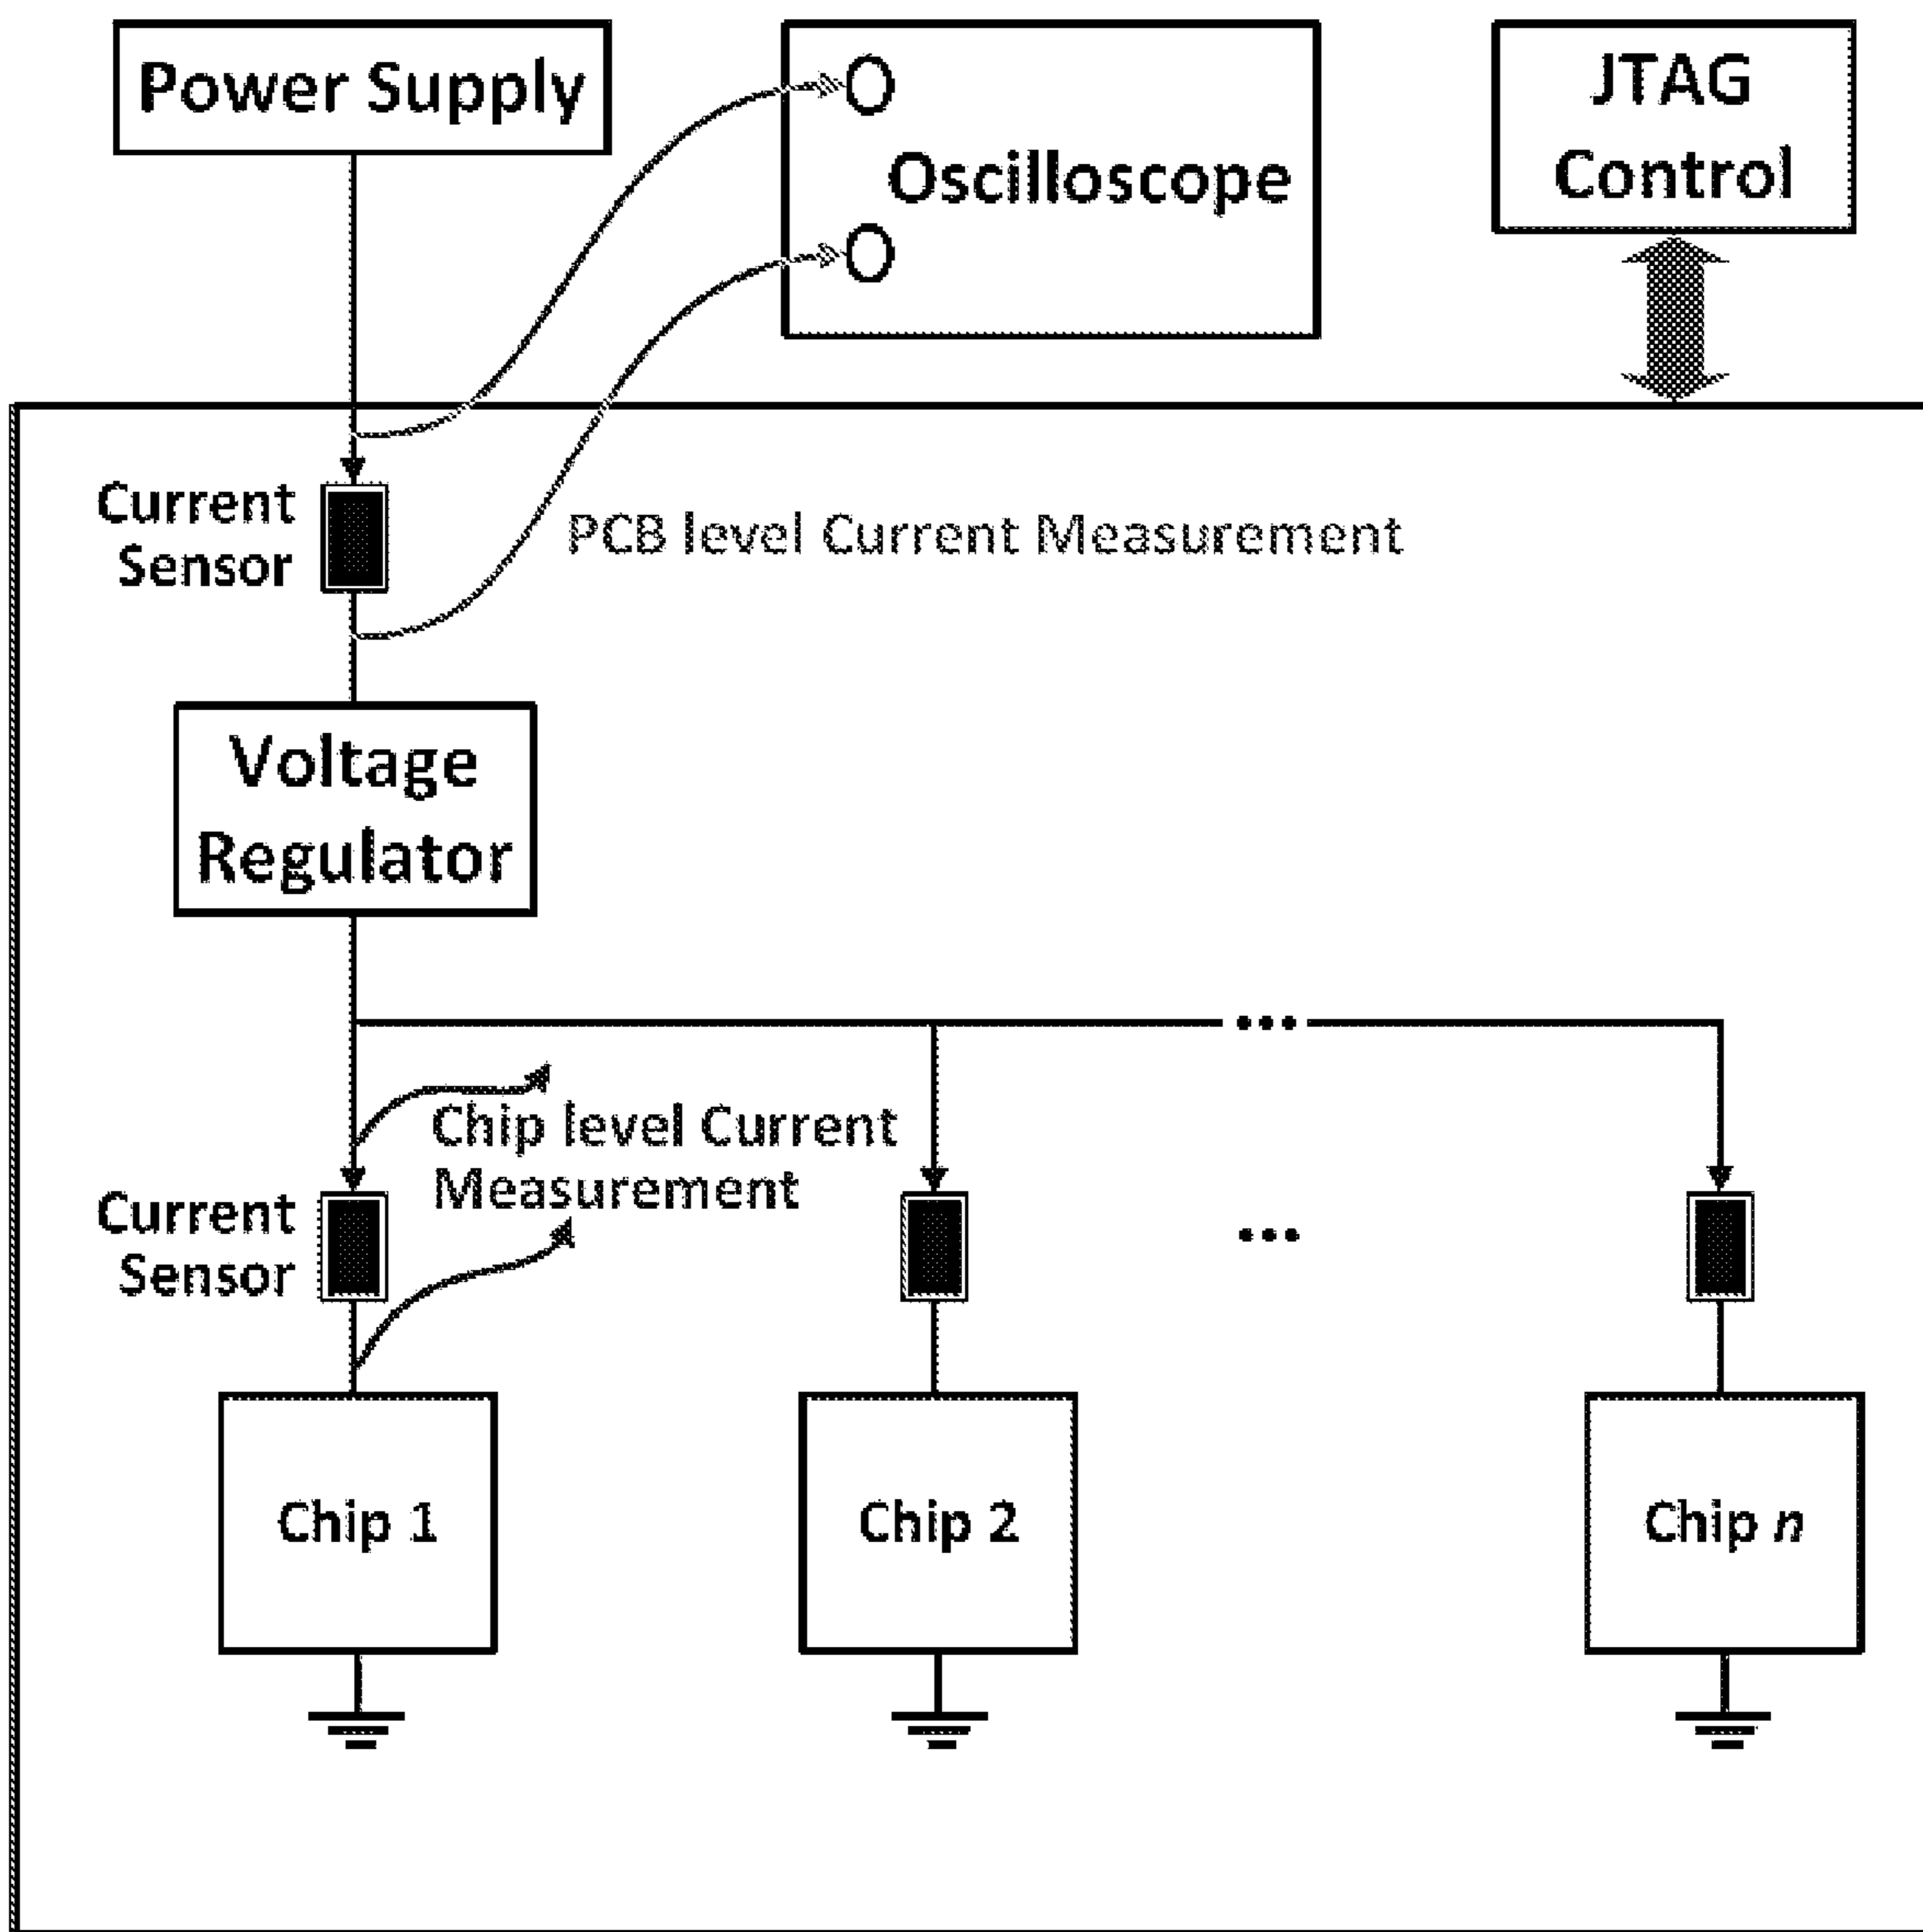 Power Supply
Oscilloscope
JTAG
Control
Current
Sensor
PCB level Current Measurement
Voltage
Regulator
...
Chip level Current
Measurement
Current
Sensor
...
Chip 1
Chip 2
Chip n